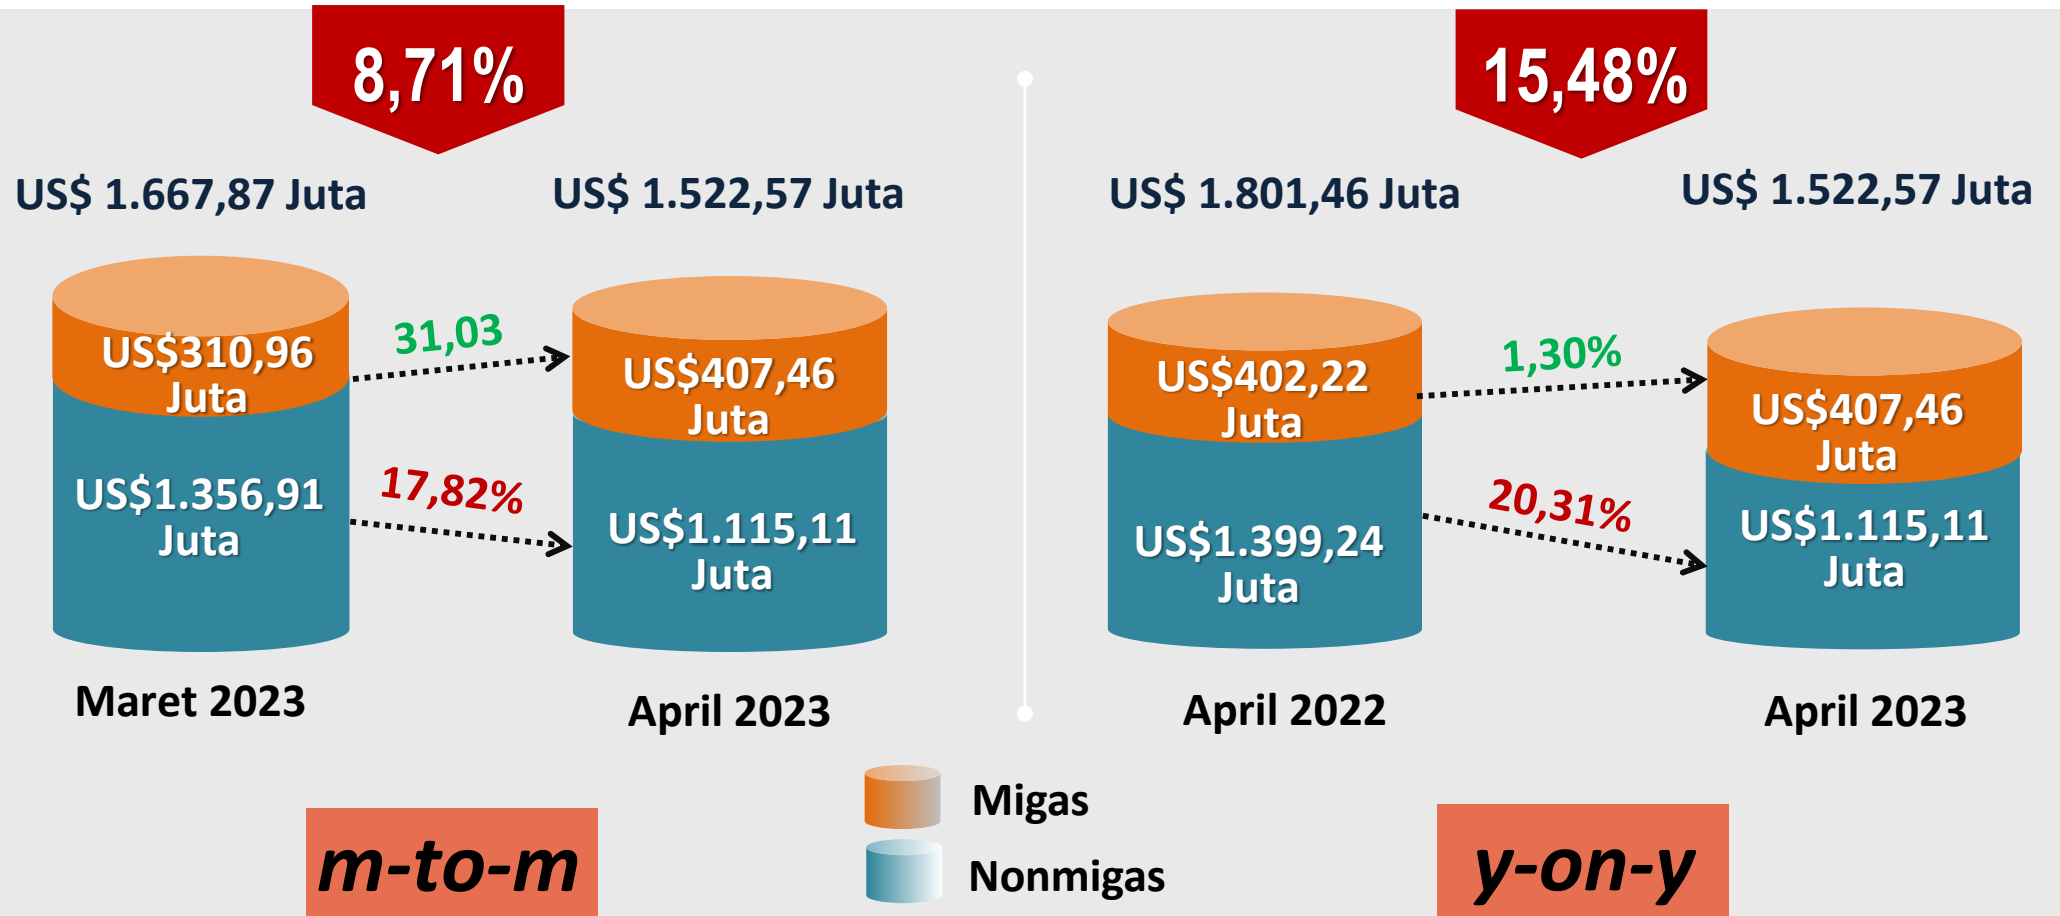 8,71%
15,48%
US$ 1.667,87 Juta
US$ 1.522,57 Juta
US$ 1.801,46 Juta
US$ 1.522,57 Juta
US$310,96
Juta
31,03
US$407,46
Juta
US$402,22
Juta
1,30%
US$407,46
Juta
US$1.356,91
Juta
17,82%
US$1.115,11
Juta
US$1.399,24
Juta
20,31%
US$1.115,11
Juta
Maret 2023
April 2023
April 2022
April 2023
Migas
Nonmigas
m-to-m
y-on-y